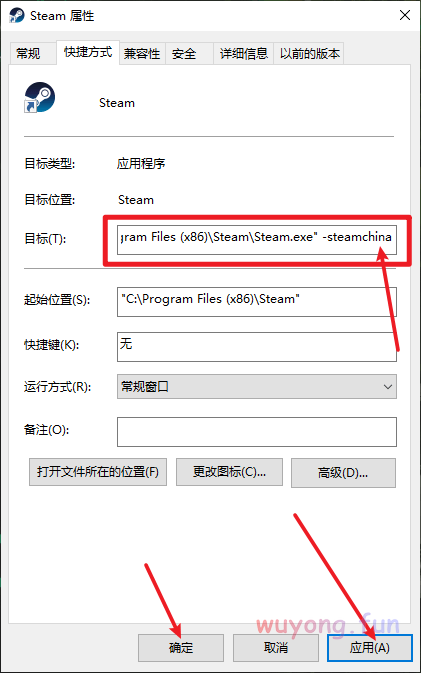 Steam 属性
常规 快捷方式 兼容性 安全 详细信息 以前的版本
Steam
目标类型: 应用程序
目标位置: Steam
目标(T): gram Files (x86)\Steam\Steam.exe" -steamchina
起始位置(S): "C:\Program Files (x86)\Steam"
快捷键(K): 无
运行方式(R): 常规窗口
备注(O):
打开文件所在的位置(F) 更改图标(C)... 高级(D)...
wuyong.fun
确定 取消 应用(A)